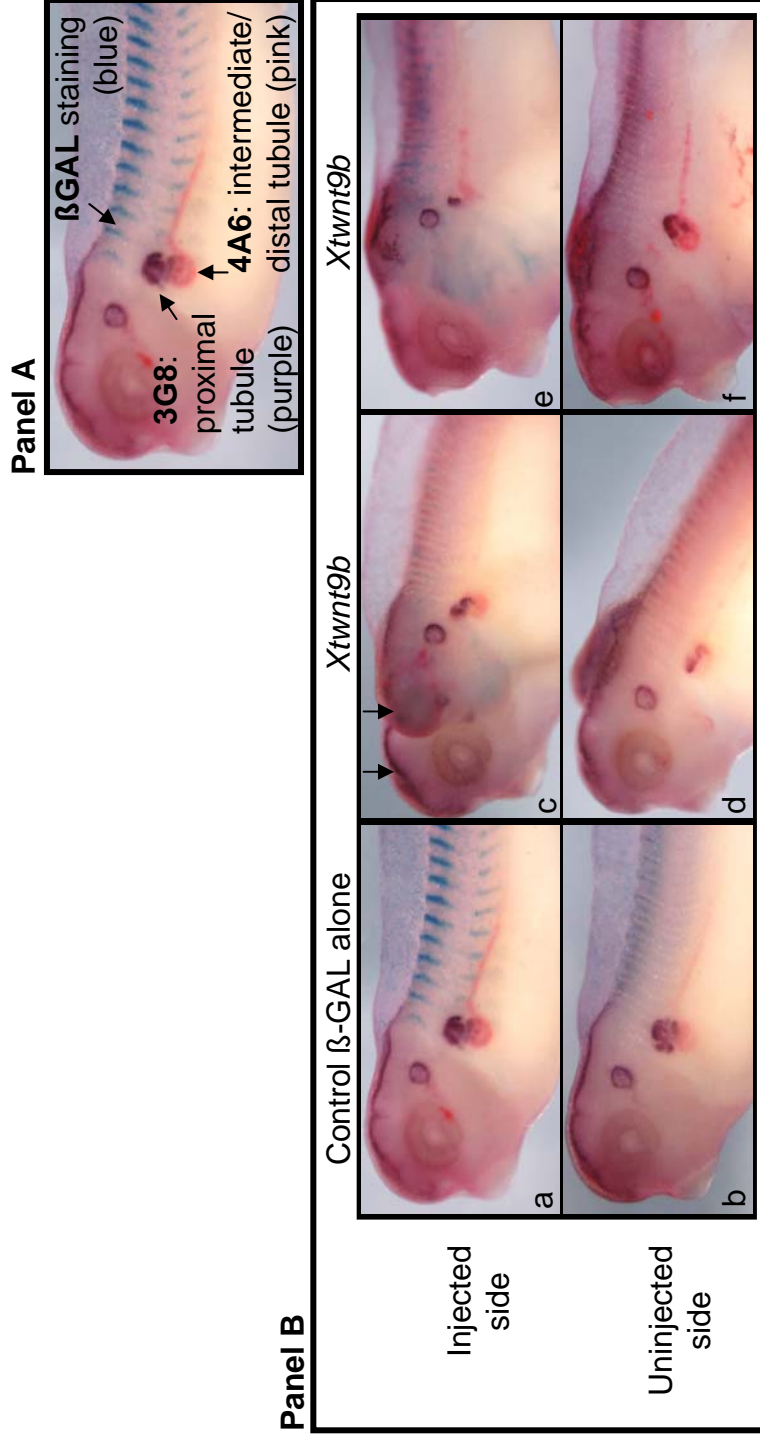 Panel A
ßGAL staining
(blue)
3G8:
proximal
tubule
(purple)
4A6: intermediate/
distal tubule (pink)
Panel B
Control ß-GAL alone
Xtwnt9b
Xtwnt9b
Injected
side
a
c
e
Uninjected
side
b
d
f